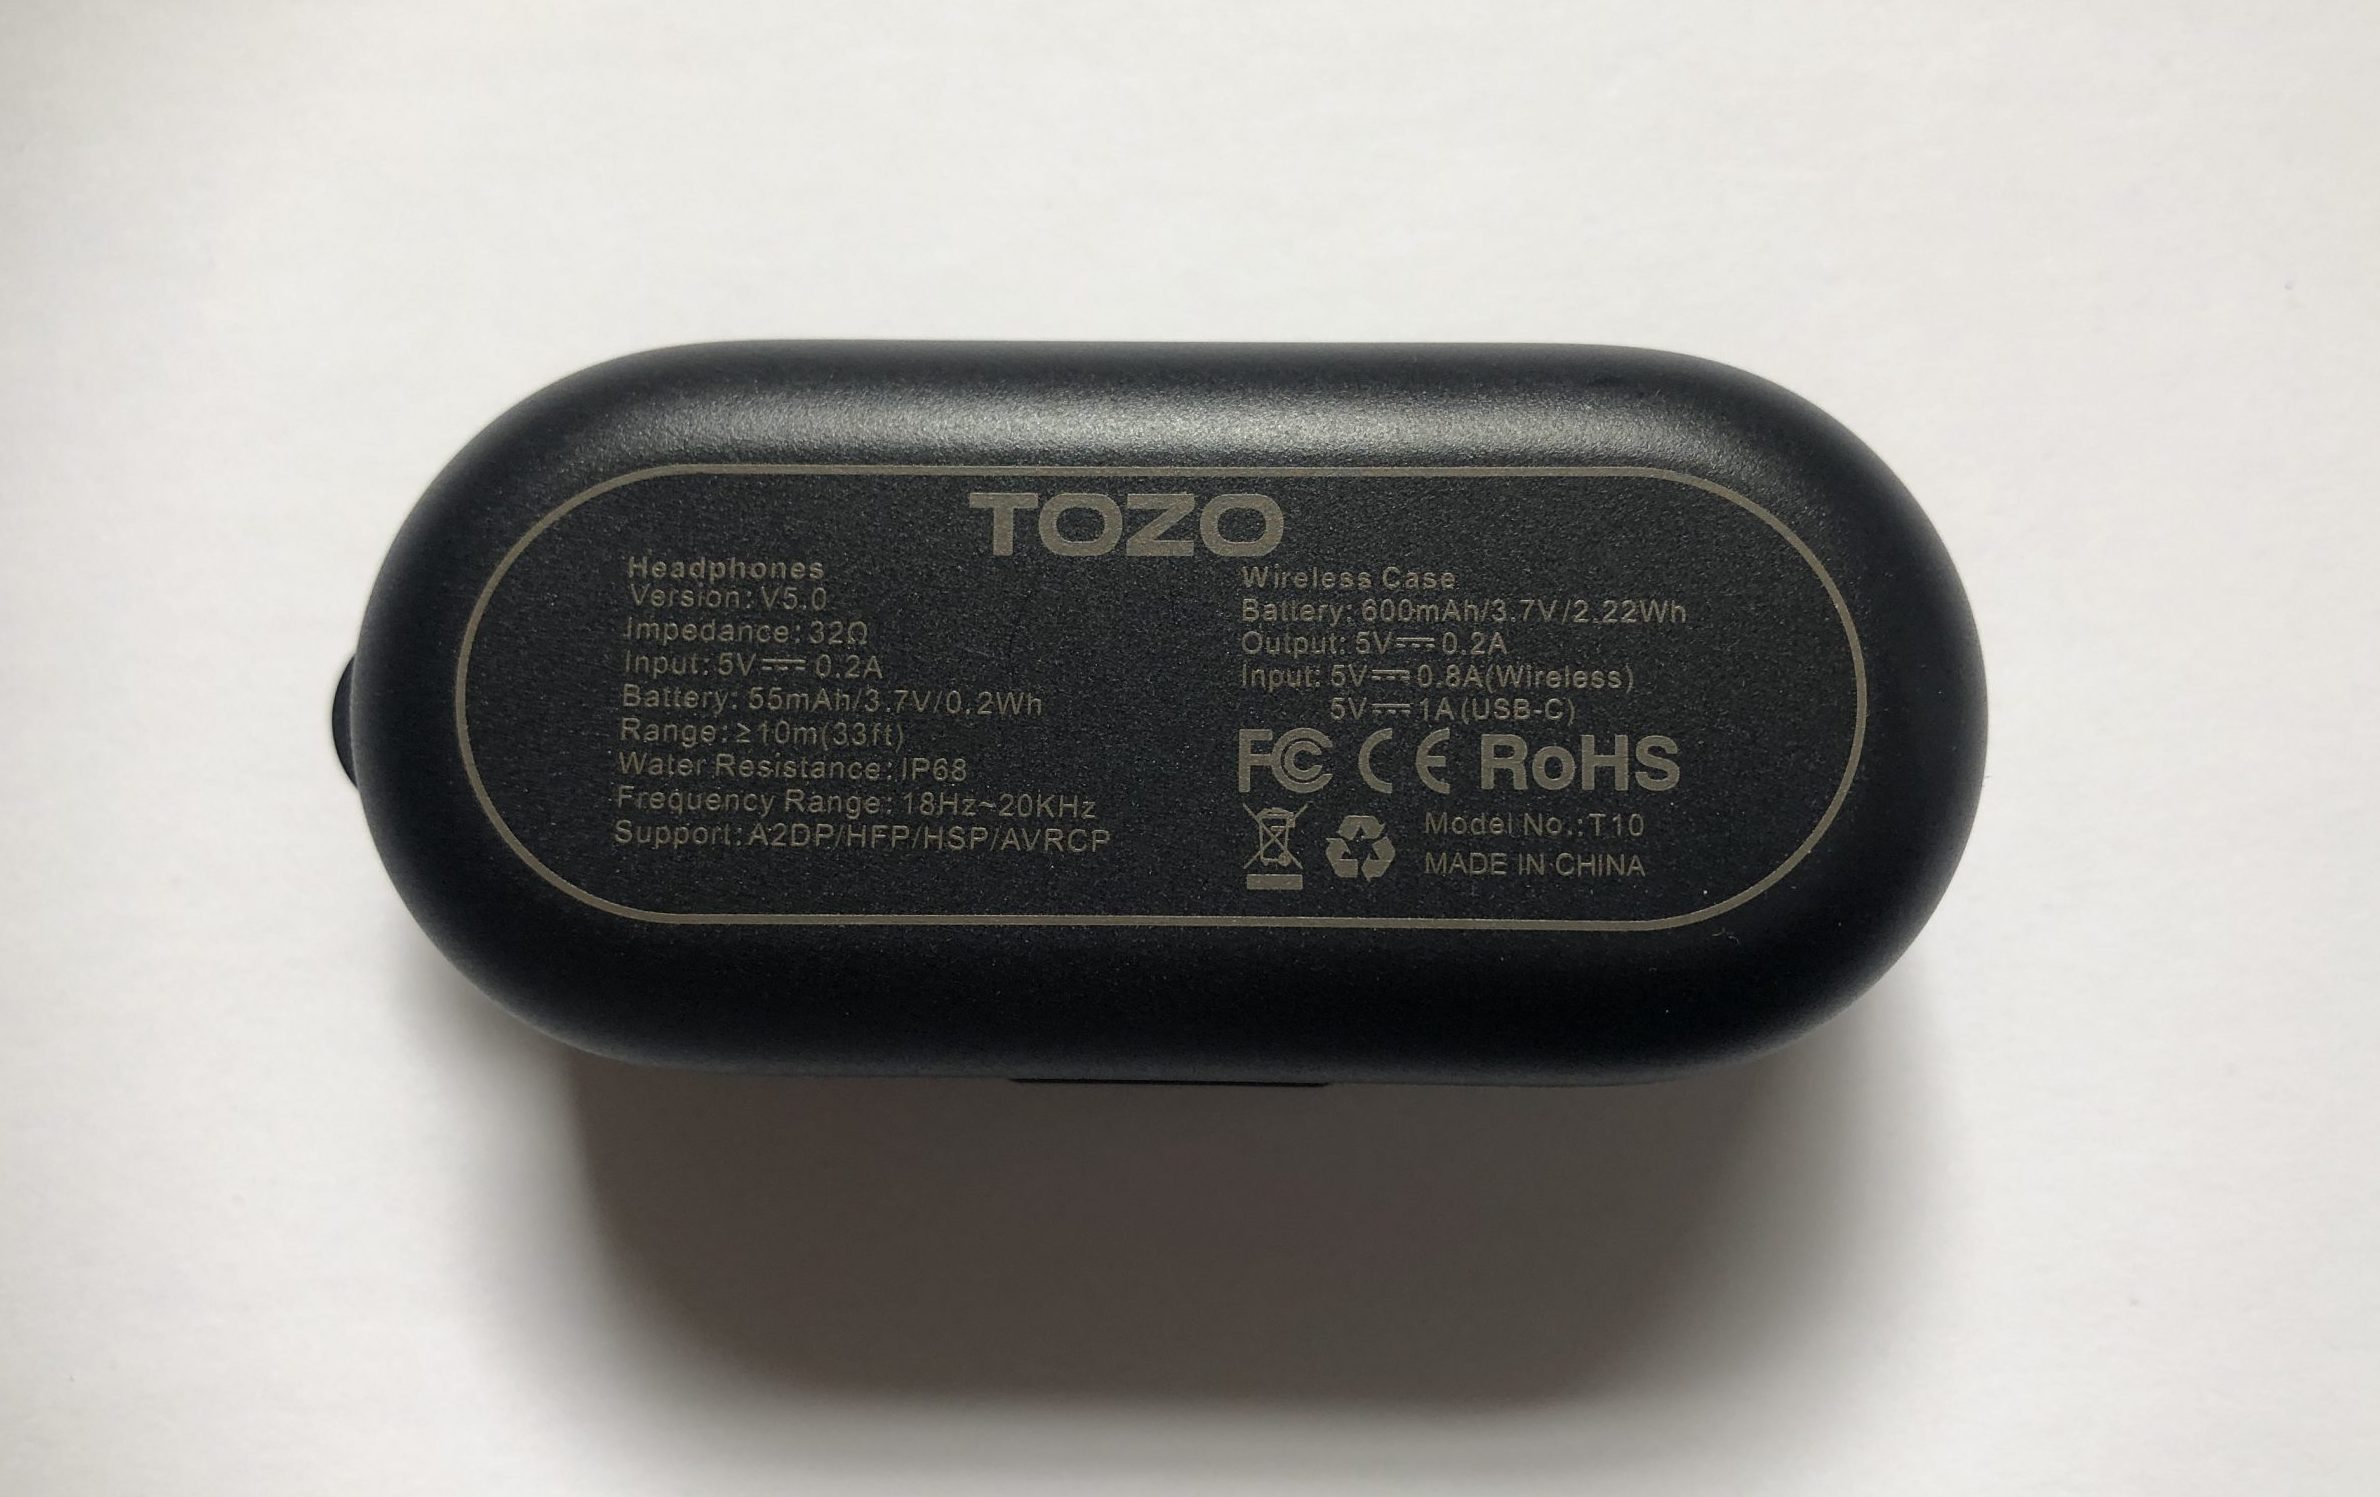 TOZO
Headphones
Version: V5.0
Impedance: 32Ω
Input: 5V⎓0.2A
Battery: 55mAh/3.7V/0.2Wh
Range: ≥10m(33ft)
Water Resistance: IP68
Frequency Range: 18Hz~20KHz
Support: A2DP/HFP/HSP/AVRCP
Wireless Case
Battery: 600mAh/3.7V/2.22Wh
Output: 5V⎓0.2A
Input: 5V⎓0.8A(Wireless)
5V⎓1A(USB-C)
FC CE RoHS
Model No.:T10
MADE IN CHINA